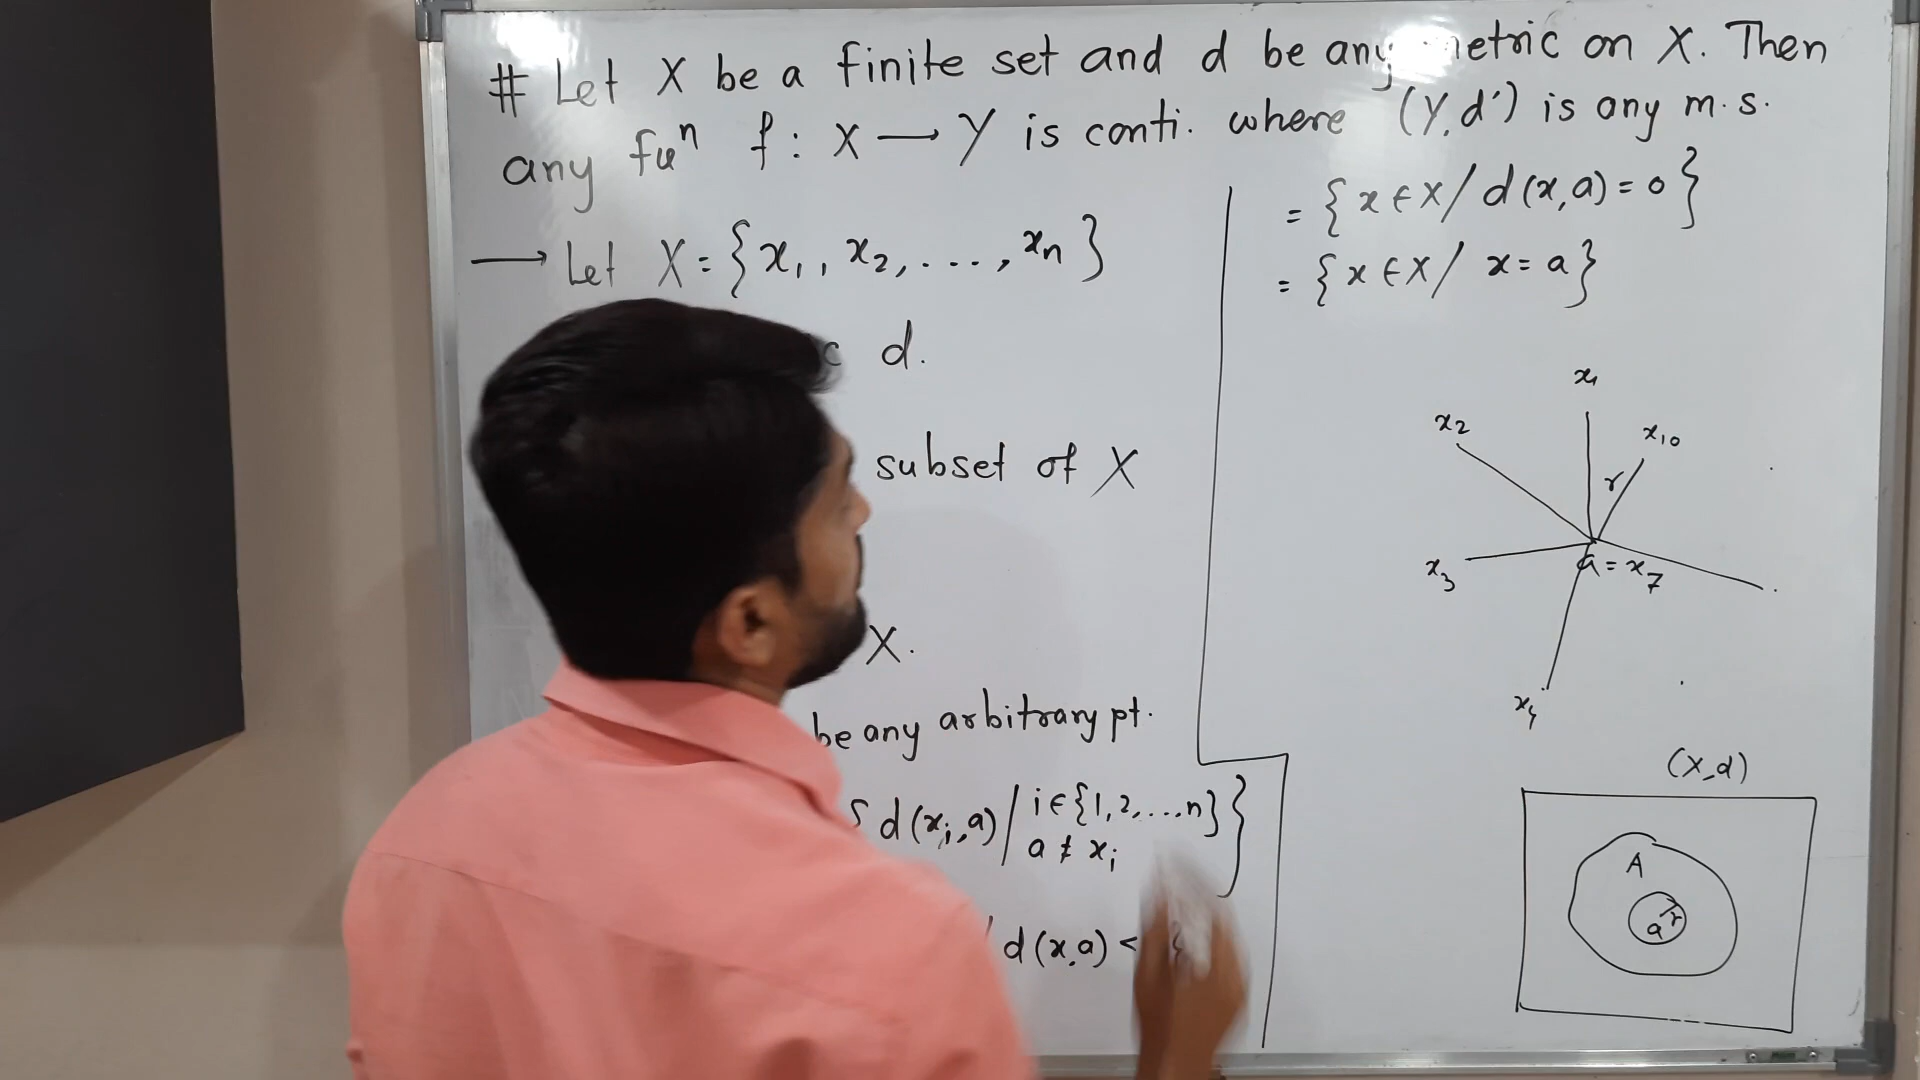 # Let X be a finite set and d be any metric on X. Then
any fuⁿ f : X → Y is conti. where (Y, d') is any m.s.
→ Let X = {x₁, x₂, ..., xₙ}
c d.
subset of X
X.
be any arbitrary pt.
{ d(xᵢ, a) / i ∈ {1, 2, ...n} }
a ≠ xᵢ
d(x, a) <
= {x ∈ X / d(x, a) = 0}
= {x ∈ X / x = a}
x₁
x₂
x₁₀
r
x₃
a = x₇
(X, d)
A
r
a